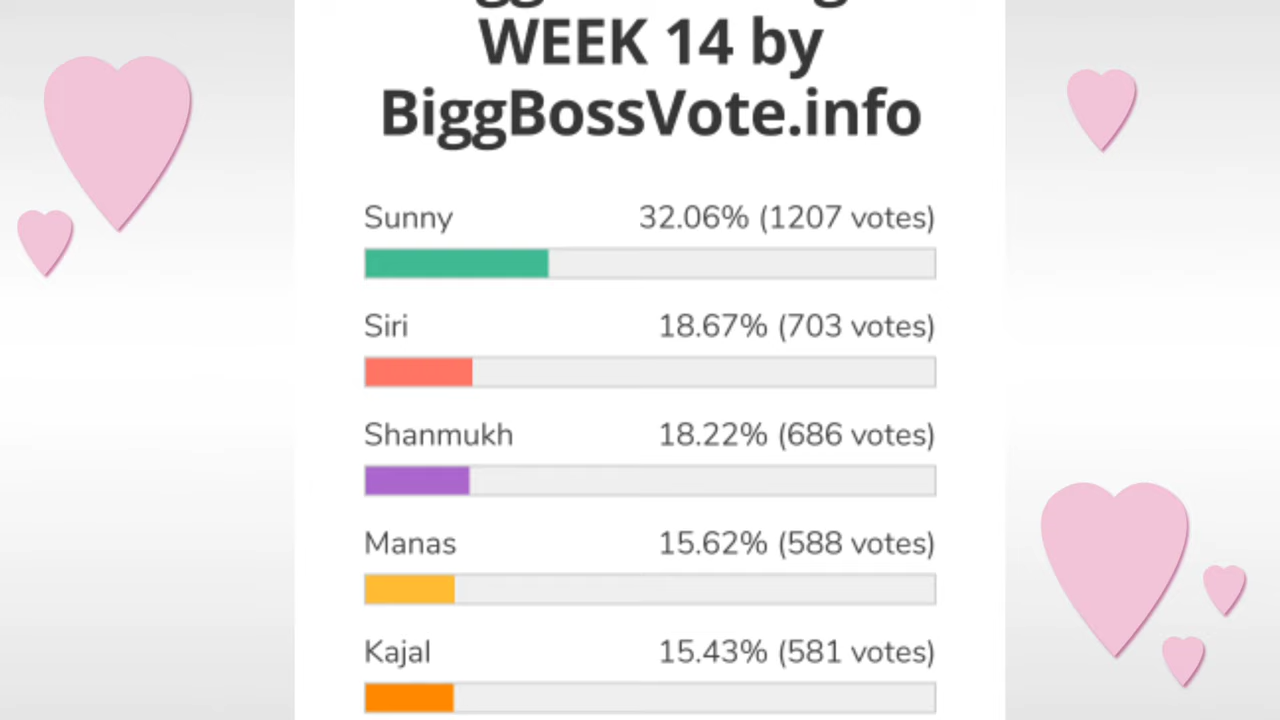 WEEK 14 by
BiggBossVote.info
Sunny 32.06% (1207 votes)
Siri 18.67% (703 votes)
Shanmukh 18.22% (686 votes)
Manas 15.62% (588 votes)
Kajal 15.43% (581 votes)